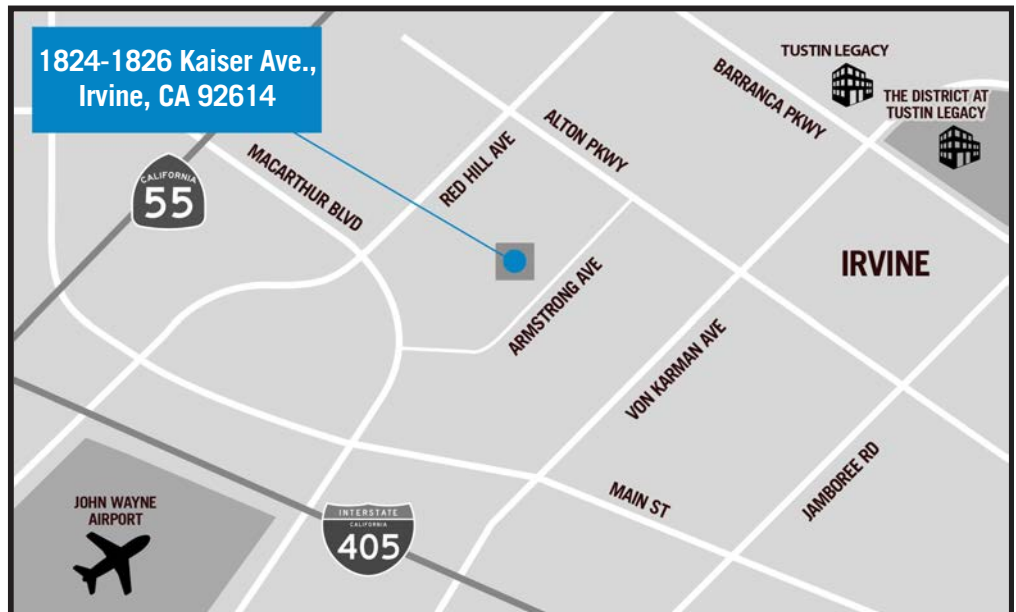 1824-1826 Kaiser Ave.,
Irvine, CA 92614
TUSTIN LEGACY
THE DISTRICT AT
TUSTIN LEGACY
BARRANCA PKWY
ALTON PKWY
RED HILL AVE
MACARTHUR BLVD
CALIFORNIA
55
IRVINE
ARMSTRONG AVE
VON KARMAN AVE
JAMBOREE RD
MAIN ST
JOHN WAYNE
AIRPORT
INTERSTATE
CALIFORNIA
405